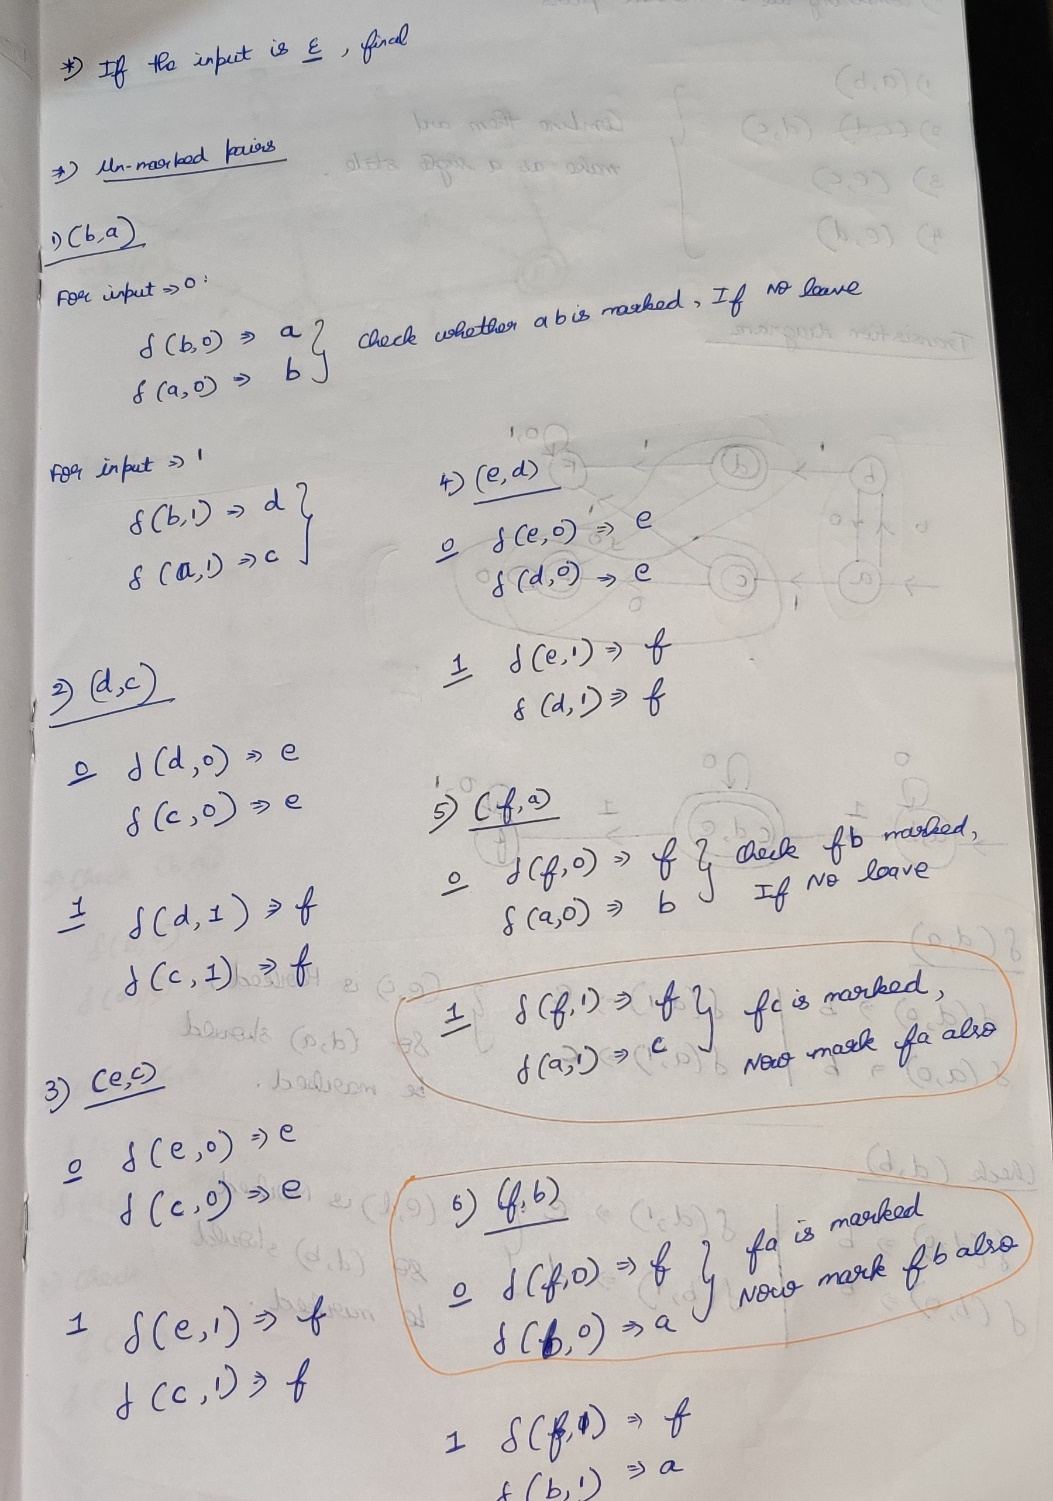 *) If the input is ε, final
*) Un-marked pairs
1) (b,a)
For input => 0:
δ(b,0) => a
δ(a,0) => b
} check whether ab is marked, If NO leave
For input => 1
δ(b,1) => d
δ(a,1) => c
2) (d,c)
0 δ(d,0) => e
δ(c,0) => e
1 δ(d,1) => f
δ(c,1) => f
3) (e,c)
0 δ(e,0) => e
δ(c,0) => e
1 δ(e,1) => f
δ(c,1) => f
4) (e,d)
0 δ(e,0) => e
δ(d,0) => e
1 δ(e,1) => f
δ(d,1) => f
5) (f,a)
0 δ(f,0) => f } check fb marked,
δ(a,0) => b If NO leave
1 δ(f,1) => f } fc is marked,
δ(a,1) => c Now mark fa also
6) (f,b)
0 δ(f,0) => f } fa is marked
δ(b,0) => a Now mark fb also
1 δ(f,1) => f
δ(b,1) => a